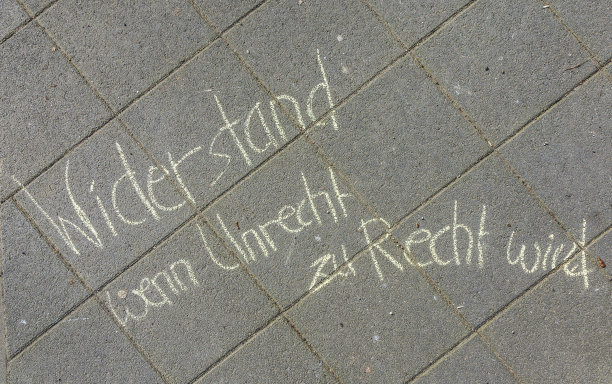 Widerstand
wenn Unrecht
zu Recht wird